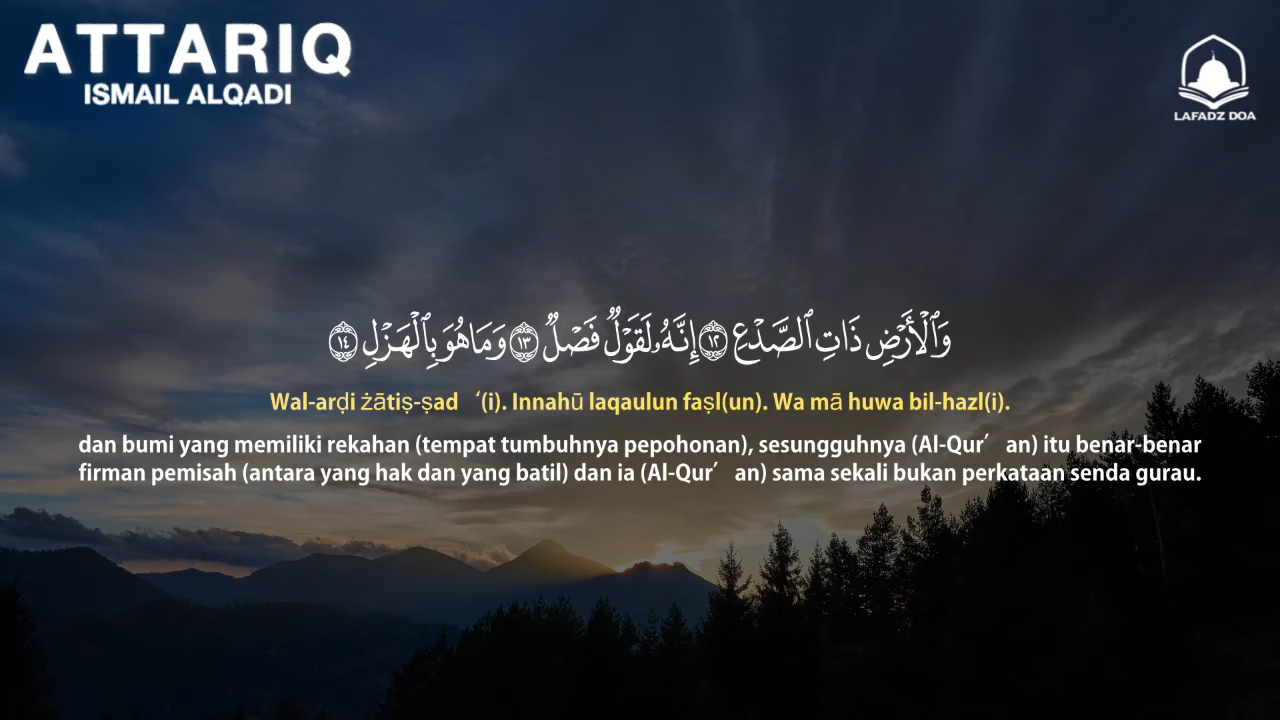 ATTARIQ
ISMAIL ALQADI
LAFADZ DOA
وَٱلْأَرْضِ ذَاتِ ٱلصَّدْعِ ١٢ إِنَّهُۥ لَقَوْلٌ فَصْلٌ ١٣ وَمَا هُوَ بِٱلْهَزْلِ ١٤
Wal-arḍi żātiṣ-ṣad ‘(i). Innahū laqaulun faṣl(un). Wa mā huwa bil-hazl(i).
dan bumi yang memiliki rekahan (tempat tumbuhnya pepohonan), sesungguhnya (Al-Qur’ an) itu benar-benar
firman pemisah (antara yang hak dan yang batil) dan ia (Al-Qur’ an) sama sekali bukan perkataan senda gurau.